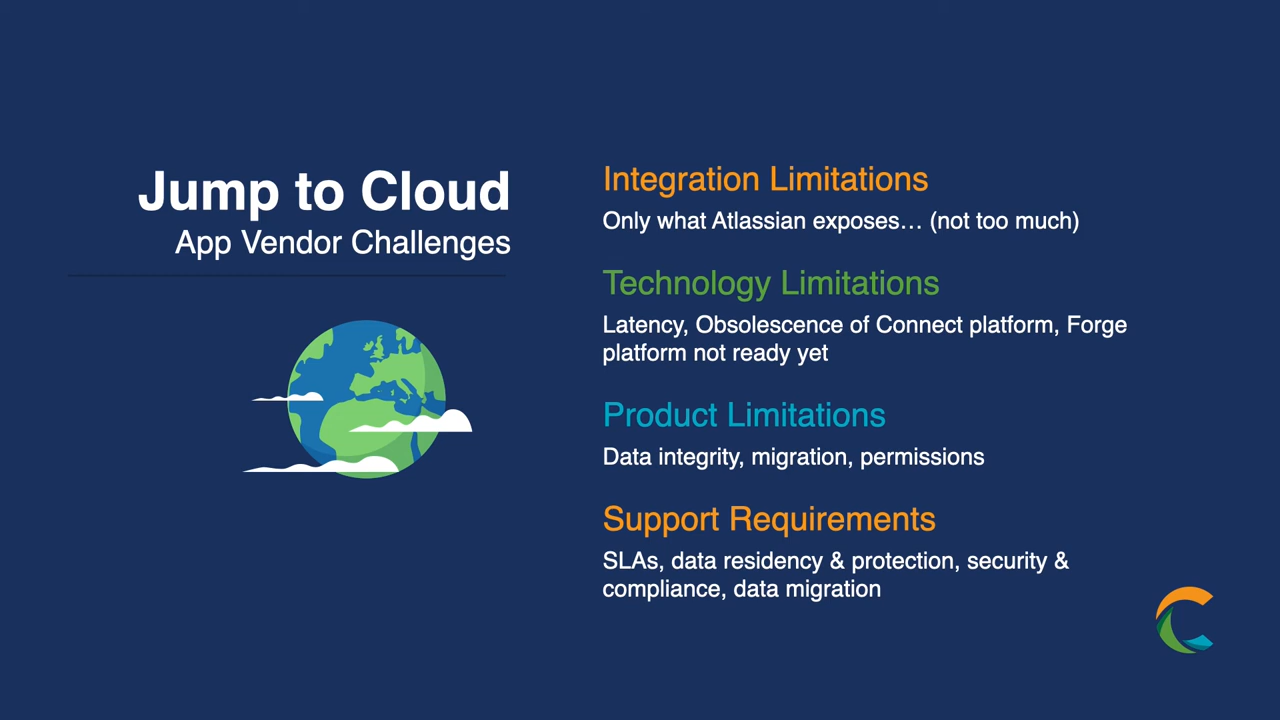 Jump to Cloud
App Vendor Challenges
Integration Limitations
Only what Atlassian exposes… (not too much)
Technology Limitations
Latency, Obsolescence of Connect platform, Forge
platform not ready yet
Product Limitations
Data integrity, migration, permissions
Support Requirements
SLAs, data residency & protection, security &
compliance, data migration